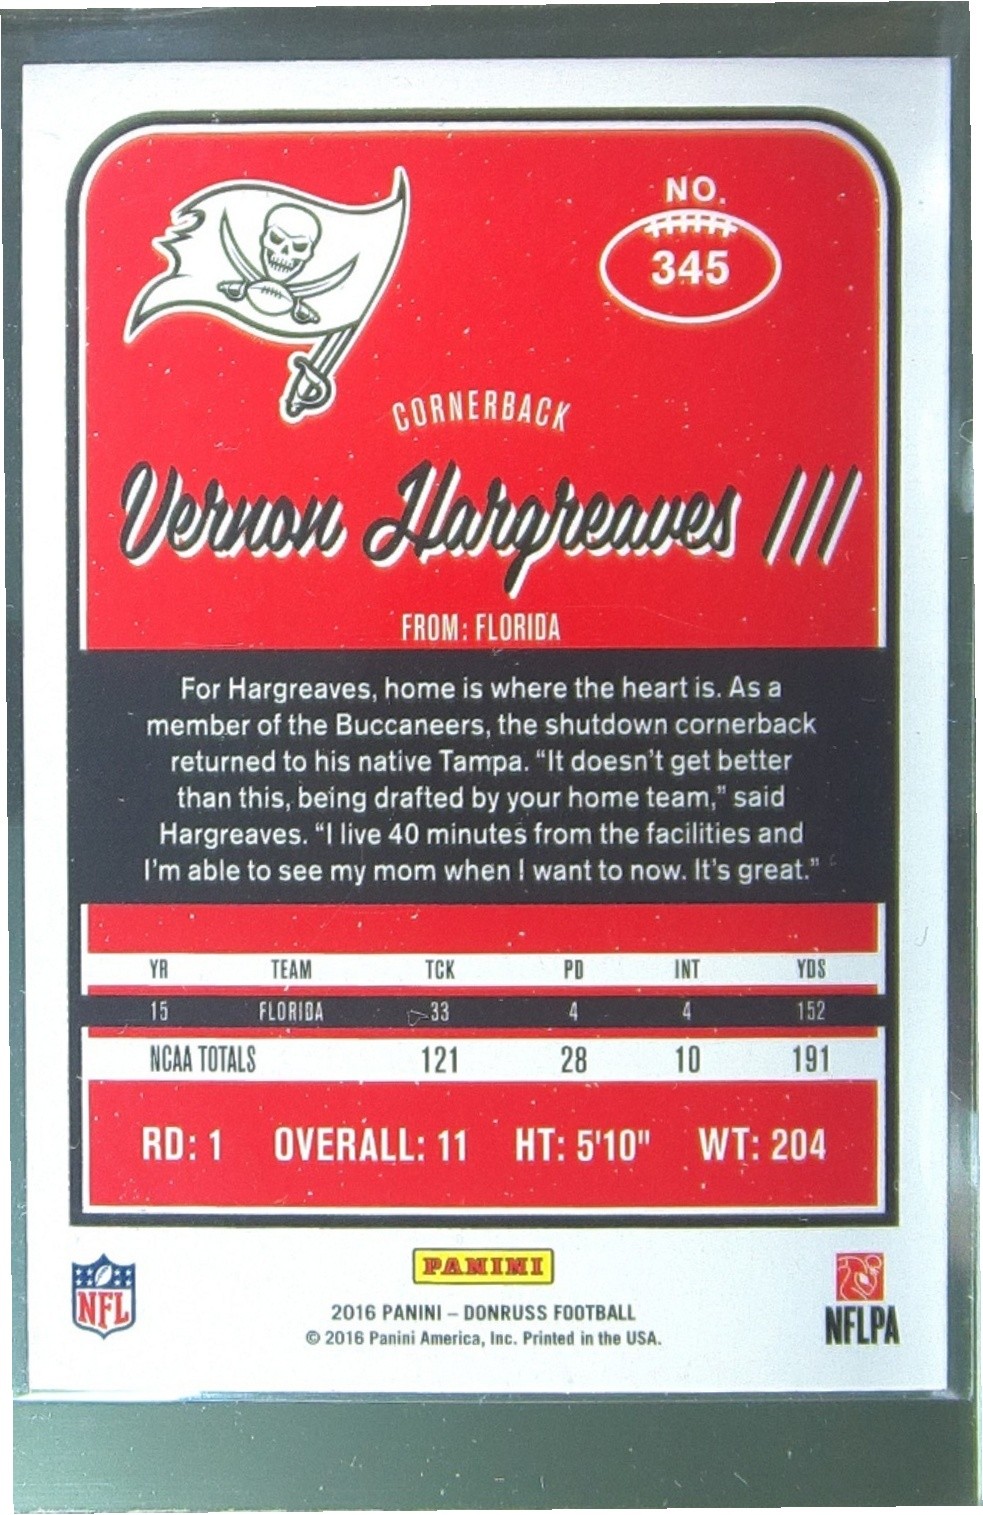 NO.
345
CORNERBACK
Vernon Hargreaves III
FROM: FLORIDA
For Hargreaves, home is where the heart is. As a
member of the Buccaneers, the shutdown cornerback
returned to his native Tampa. “It doesn’t get better
than this, being drafted by your home team,” said
Hargreaves. “I live 40 minutes from the facilities and
I’m able to see my mom when I want to now. It’s great.”
YR TEAM TCK PD INT YDS
15 FLORIDA 33 4 4 152
NCAA TOTALS 121 28 10 191
RD: 1 OVERALL: 11 HT: 5'10" WT: 204
NFL
PANINI
2016 PANINI – DONRUSS FOOTBALL
© 2016 Panini America, Inc. Printed in the USA.
NFLPA